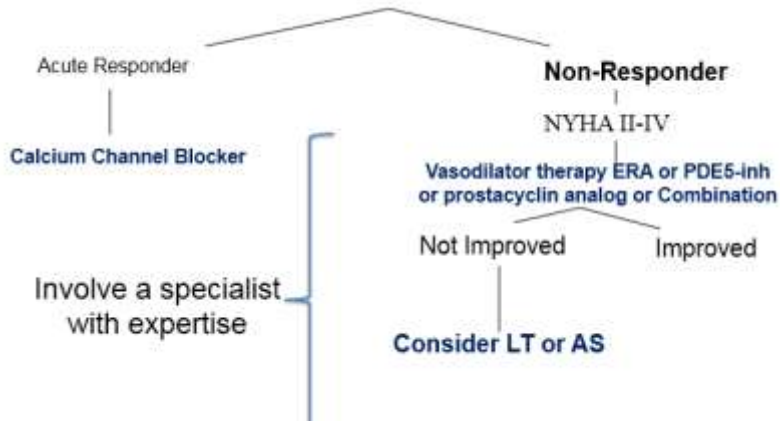 Acute Responder
Calcium Channel Blocker
Non-Responder
NYHA II-IV
Vasodilator therapy ERA or PDE5-inh
or prostacyclin analog or Combination
Not Improved
Improved
Involve a specialist
with expertise
Consider LT or AS